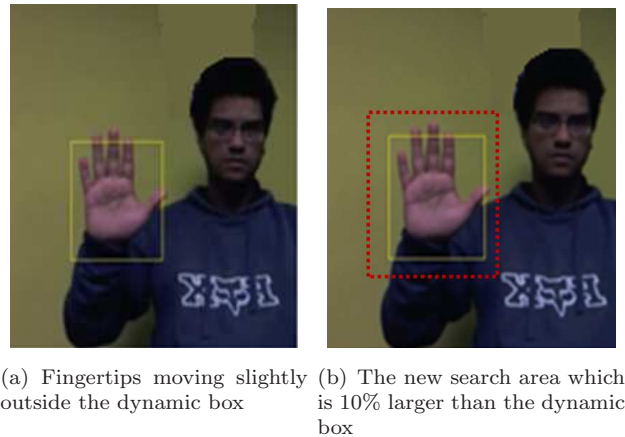 (a) Fingertips moving slightly
outside the dynamic box
(b) The new search area which
is 10% larger than the dynamic
box